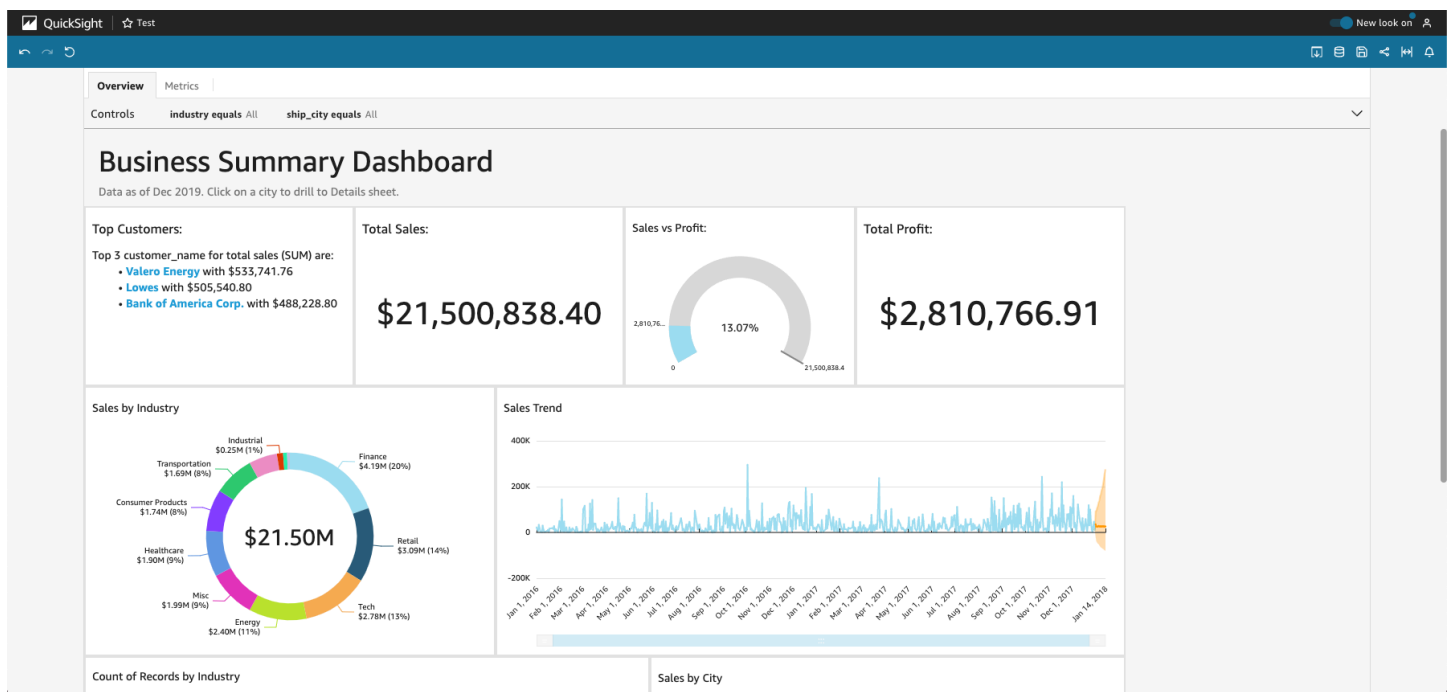 QuickSight
Test
New look on
Overview
Metrics
Controls
industry equals All
ship_city equals All
Business Summary Dashboard
Data as of Dec 2019. Click on a city to drill to Details sheet.
Top Customers:
Top 3 customer_name for total sales (SUM) are:
• Valero Energy with $533,741.76
• Lowes with $505,540.80
• Bank of America Corp. with $488,228.80
Total Sales:
$21,500,838.40
Sales vs Profit:
2,810,76...
13.07%
0
21,500,838.4
Total Profit:
$2,810,766.91
Sales by Industry
Industrial
$0.25M (1%)
Transportation
$1.69M (8%)
Consumer Products
$1.74M (8%)
Healthcare
$1.90M (9%)
Misc
$1.99M (9%)
Energy
$2.40M (11%)
$21.50M
Finance
$4.19M (20%)
Retail
$3.09M (14%)
Tech
$2.78M (13%)
Sales Trend
400K
200K
0
-200K
Jan 1, 2016
Feb 1, 2016
Mar 1, 2016
Apr 1, 2016
May 1, 2016
Jun 1, 2016
Jul 1, 2016
Aug 1, 2016
Sep 1, 2016
Oct 1, 2016
Nov 1, 2016
Dec 1, 2016
Jan 1, 2017
Feb 1, 2017
Mar 1, 2017
Apr 1, 2017
May 1, 2017
Jun 1, 2017
Jul 1, 2017
Aug 1, 2017
Sep 1, 2017
Oct 1, 2017
Nov 1, 2017
Dec 1, 2017
Jan 14, 2018
Count of Records by Industry
Sales by City